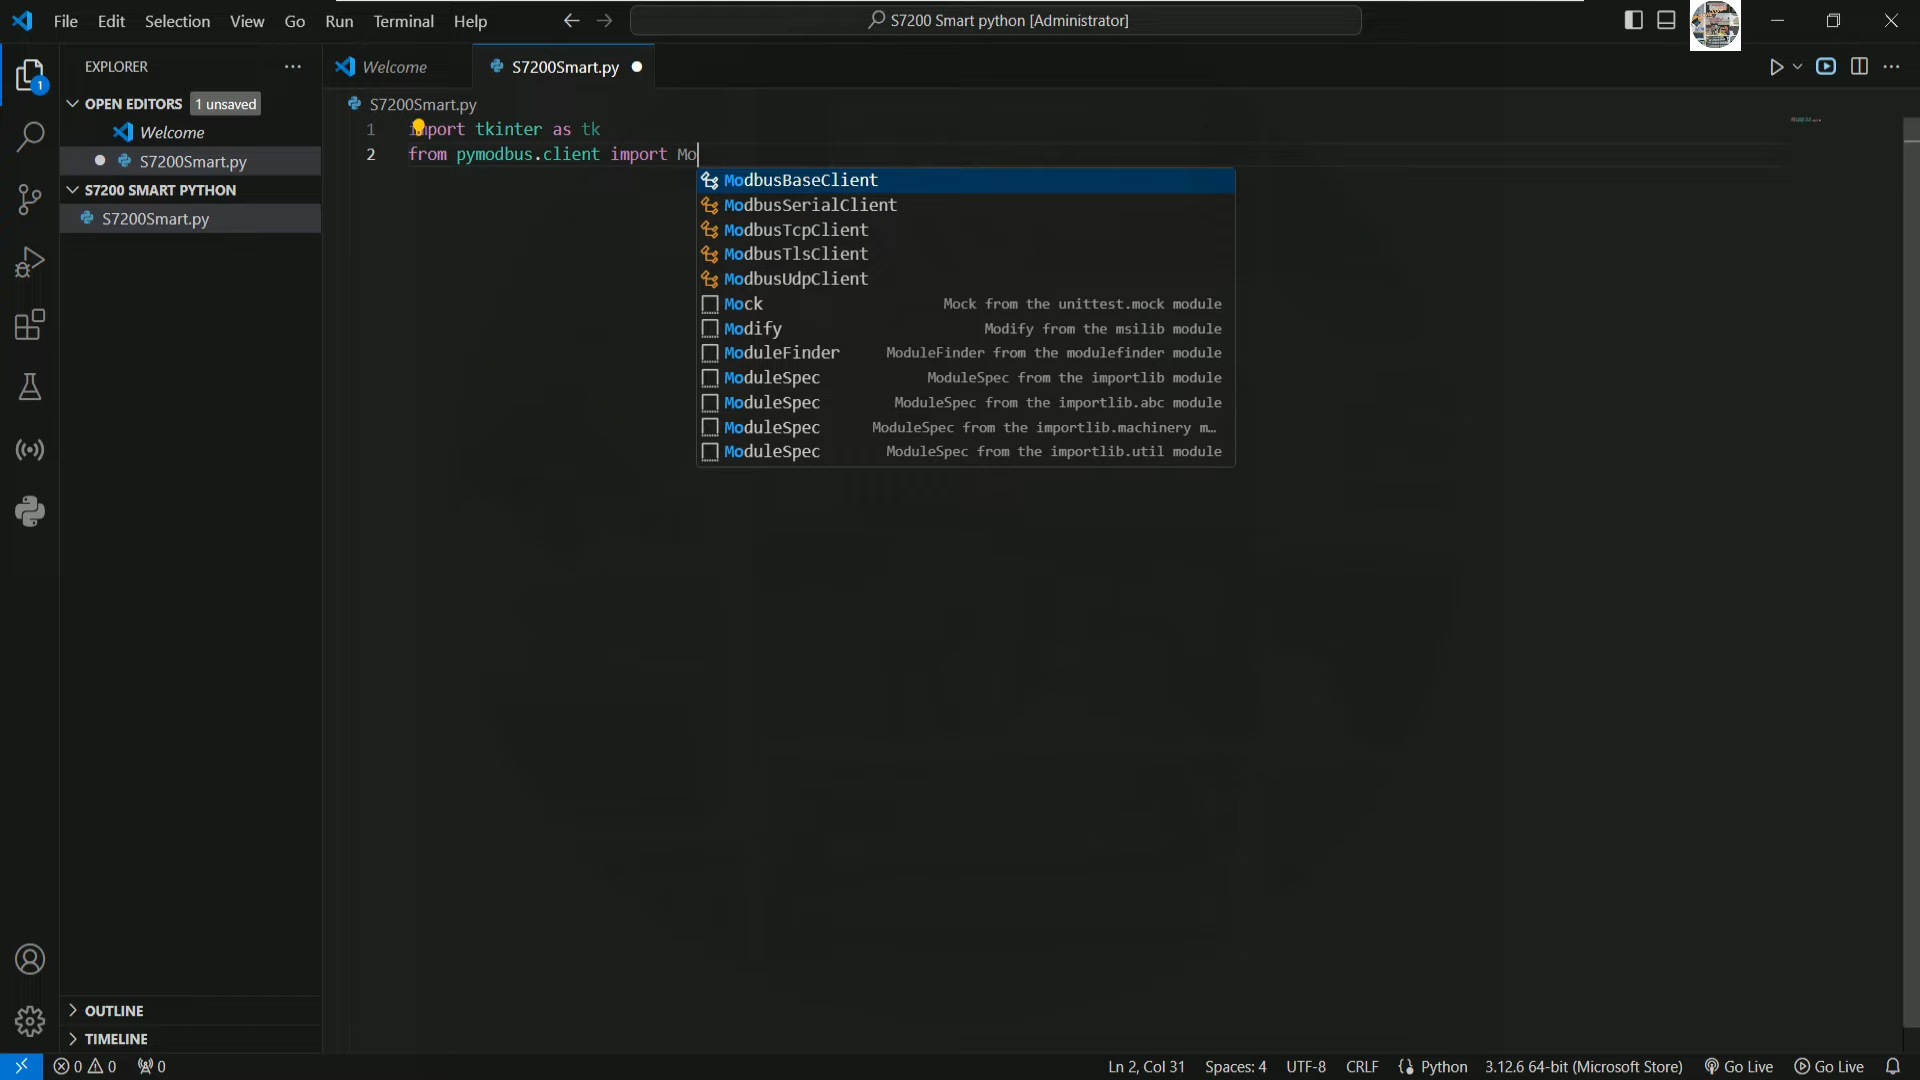 File Edit Selection View Go Run Terminal Help
S7200 Smart python [Administrator]
EXPLORER
Welcome
S7200Smart.py
OPEN EDITORS 1 unsaved
Welcome
S7200Smart.py
S7200 SMART PYTHON
S7200Smart.py
OUTLINE
TIMELINE
1
S7200Smart.py
1 import tkinter as tk
2 from pymodbus.client import Mo
ModbusBaseClient
ModbusSerialClient
ModbusTcpClient
ModbusTlsClient
ModbusUdpClient
Mock Mock from the unittest.mock module
Modify Modify from the msilib module
ModuleFinder ModuleFinder from the modulefinder module
ModuleSpec ModuleSpec from the importlib module
ModuleSpec ModuleSpec from the importlib.abc module
ModuleSpec ModuleSpec from the importlib.machinery m…
ModuleSpec ModuleSpec from the importlib.util module
0 0 0 Ln 2, Col 31 Spaces: 4 UTF-8 CRLF Python 3.12.6 64-bit (Microsoft Store) Go Live Go Live